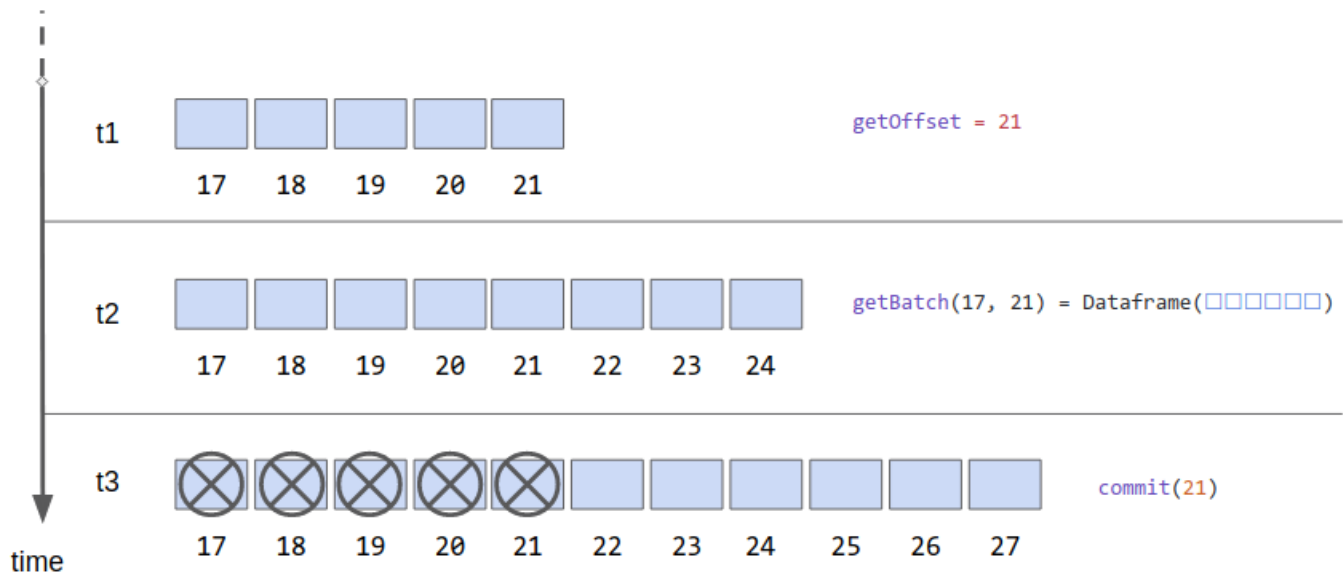 t1
getOffset = 21
17 18 19 20 21
t2
getBatch(17, 21) = Dataframe(□□□□□□)
17 18 19 20 21 22 23 24
t3
commit(21)
17 18 19 20 21 22 23 24 25 26 27
time